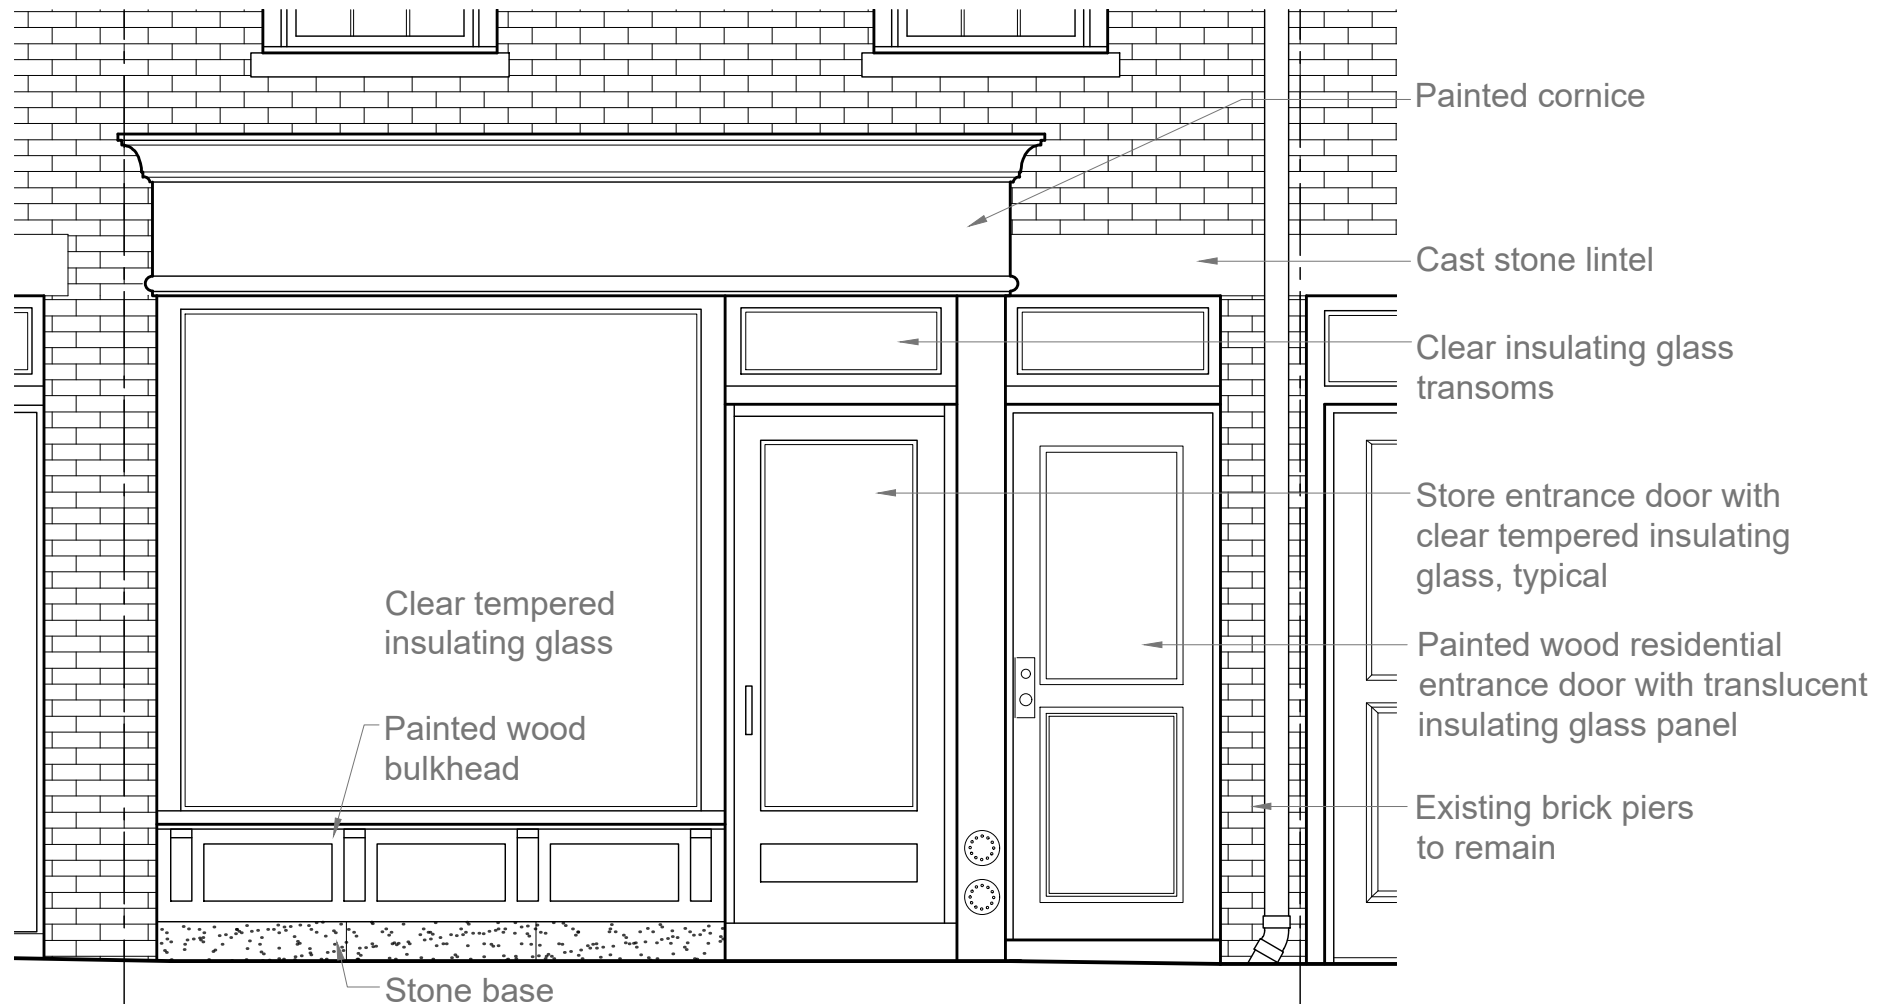 Painted cornice
Cast stone lintel
Clear insulating glass
transoms
Store entrance door with
clear tempered insulating
glass, typical
Painted wood residential
entrance door with translucent
insulating glass panel
Existing brick piers
to remain
Clear tempered
insulating glass
Painted wood
bulkhead
Stone base